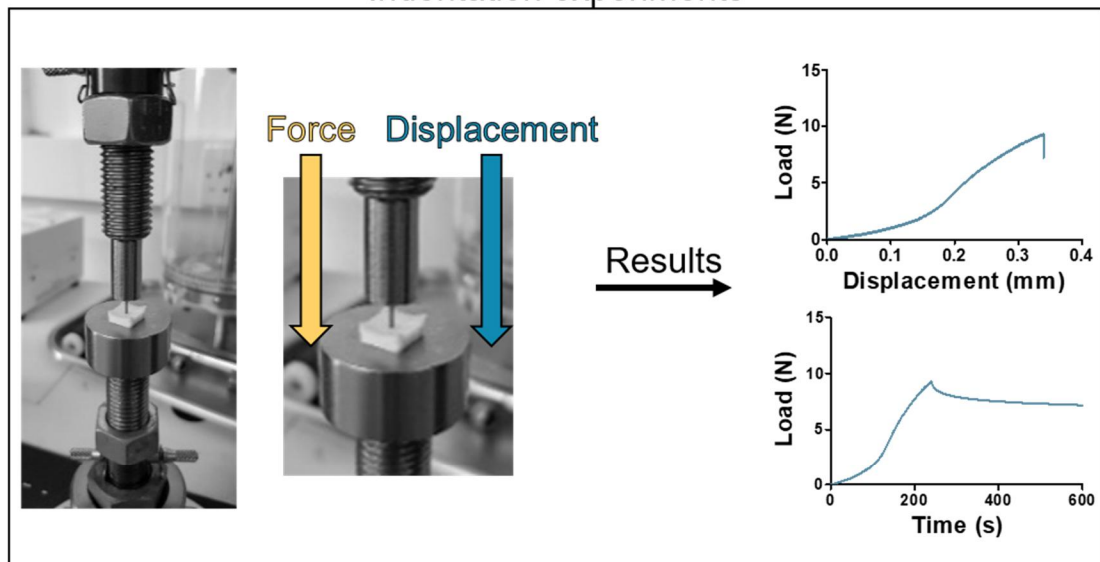 Force Displacement
Results
15
10
5
0
Load (N)
0.0 0.1 0.2 0.3 0.4
Displacement (mm)
15
10
5
0
Load (N)
0 200 400 600
Time (s)